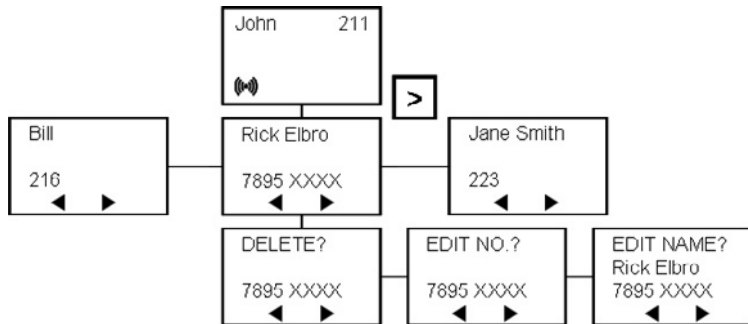 John 211
>
Bill
216
Rick Elbro
7895 XXXX
Jane Smith
223
DELETE?
7895 XXXX
EDIT NO.?
7895 XXXX
EDIT NAME?
Rick Elbro
7895 XXXX